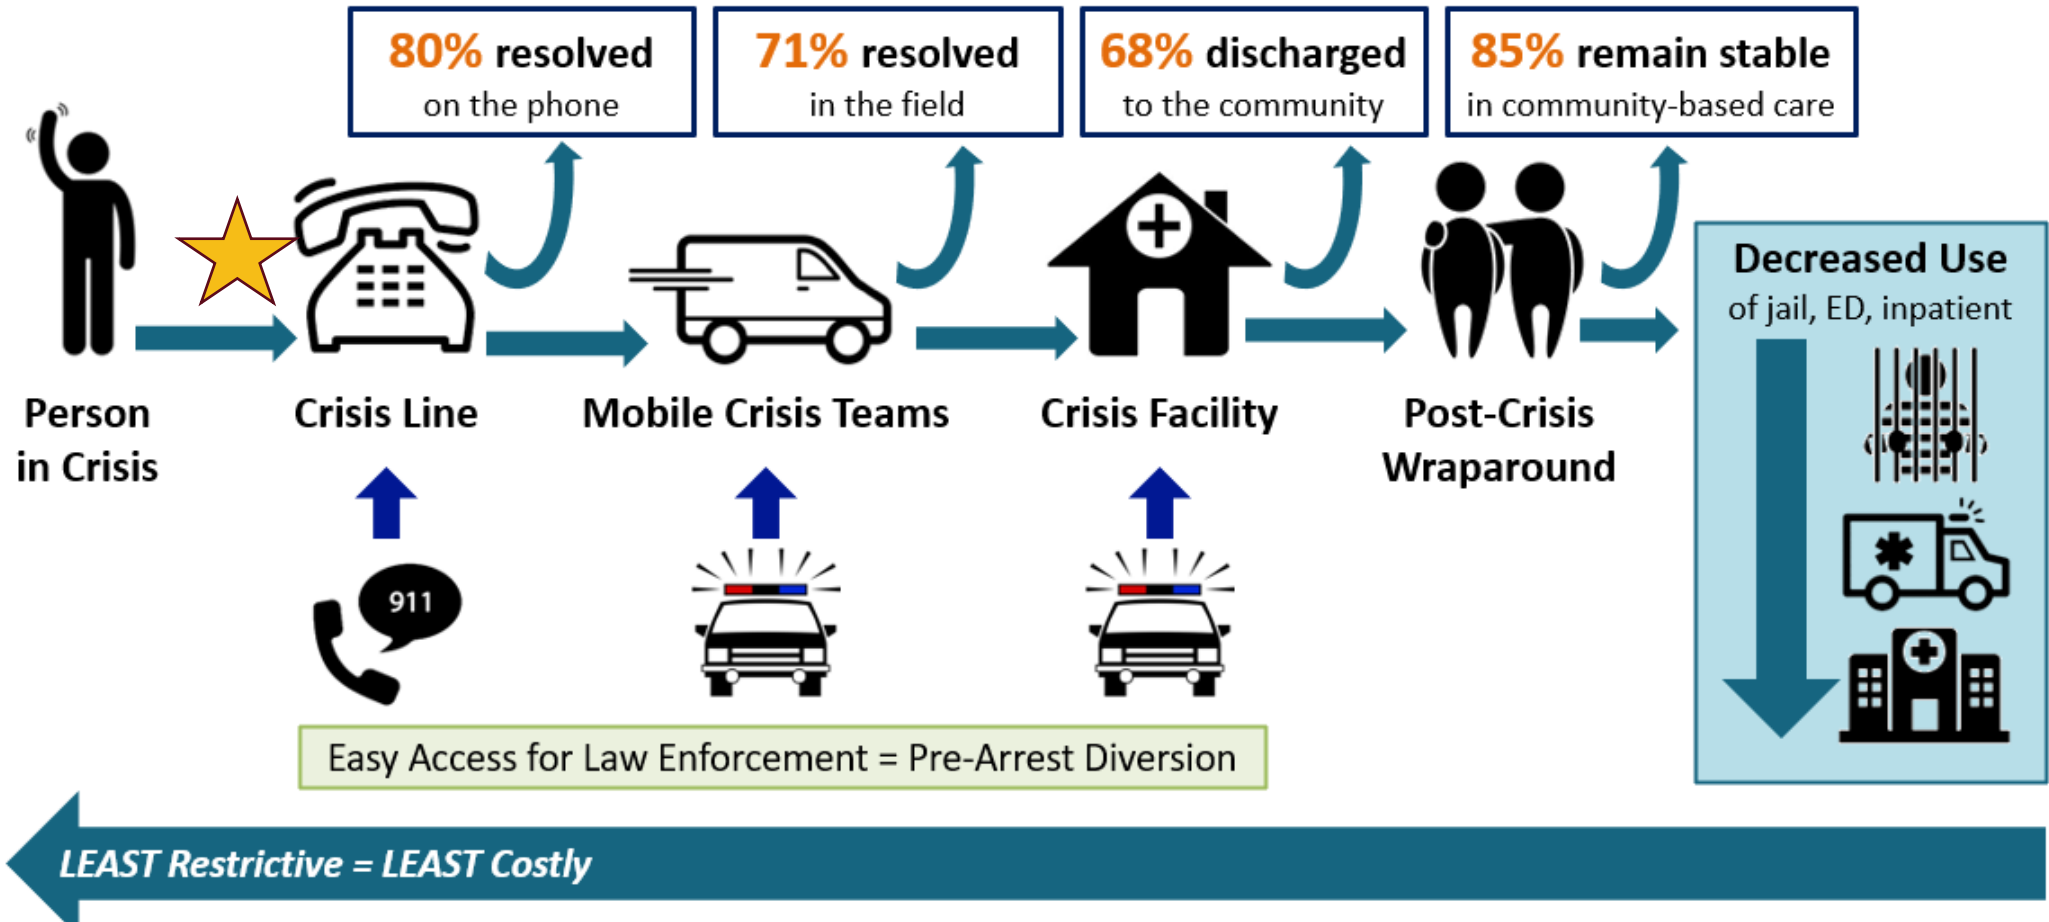 80% resolved
on the phone
71% resolved
in the field
68% discharged
to the community
85% remain stable
in community-based care
Person
in Crisis
Crisis Line
Mobile Crisis Teams
Crisis Facility
Post-Crisis
Wraparound
Decreased Use
of jail, ED, inpatient
911
Easy Access for Law Enforcement = Pre-Arrest Diversion
LEAST Restrictive = LEAST Costly